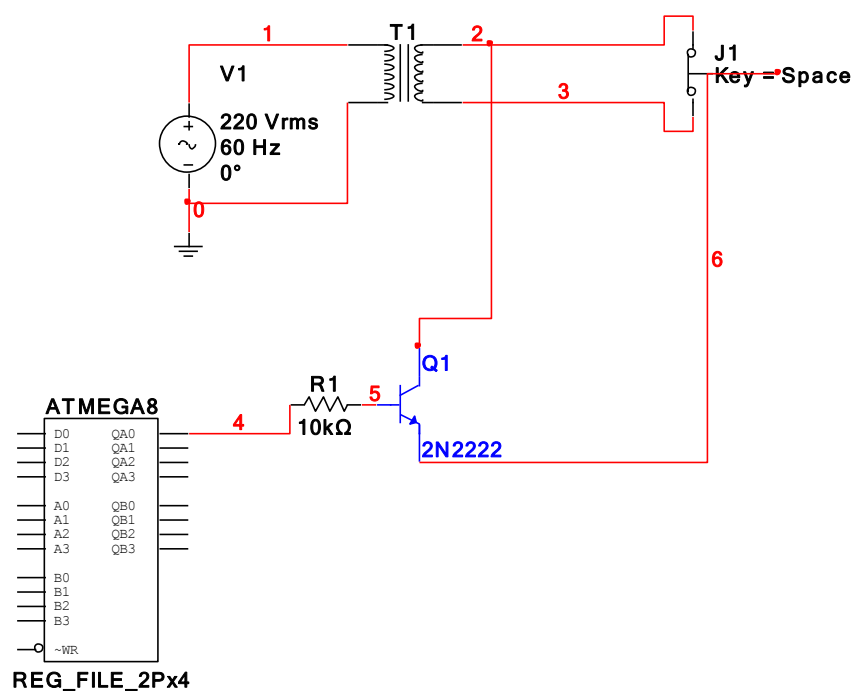 1
T1
2
J1
Key = Space
V1
3
220 Vrms
60 Hz
0°
0
6
Q1
R1
5
10kΩ
2N2222
ATMEGA8
4
D0 QA0
D1 QA1
D2 QA2
D3 QA3
A0 QB0
A1 QB1
A2 QB2
A3 QB3
B0
B1
B2
B3
~WR
REG_FILE_2Px4